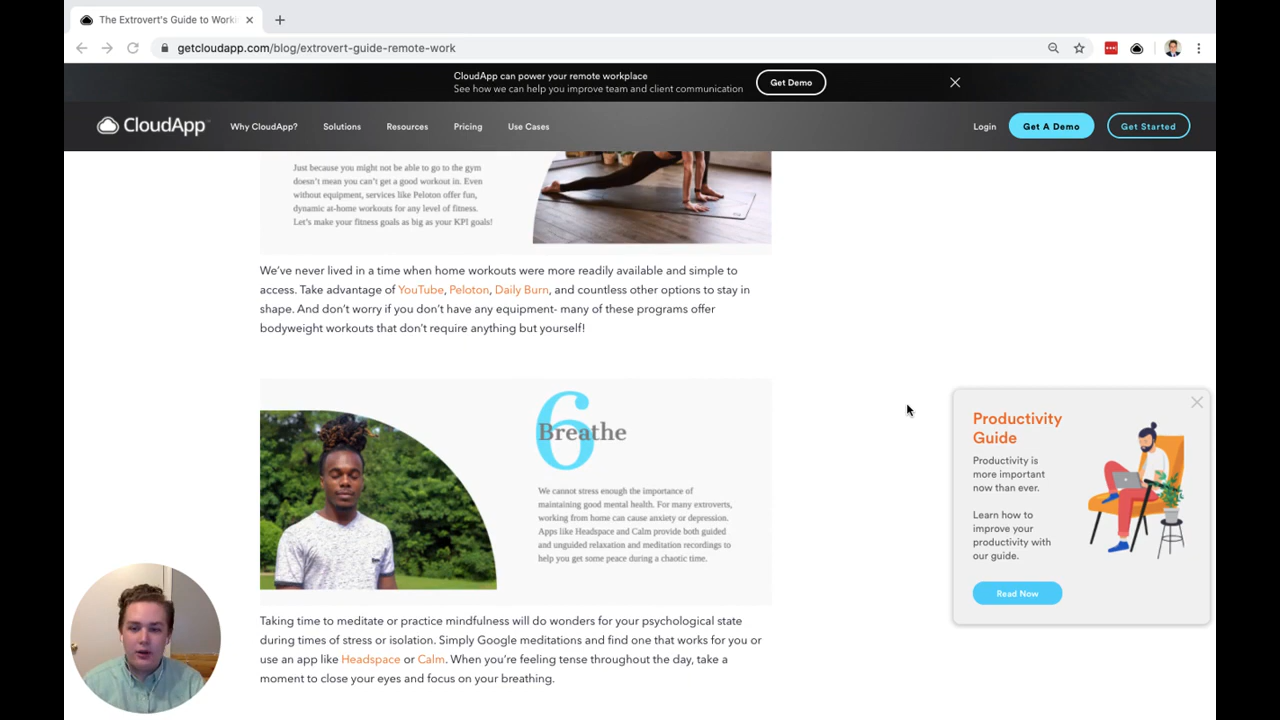 The Extrovert's Guide to Worki
getcloudapp.com/blog/extrovert-guide-remote-work
CloudApp can power your remote workplace
See how we can help you improve team and client communication
Get Demo
CloudApp
Why CloudApp?
Solutions
Resources
Pricing
Use Cases
Login
Get A Demo
Get Started
Just because you might not be able to go to the gym
doesn't mean you can't get a good workout in. Even
without equipment, services like Peloton offer fun,
dynamic at-home workouts for any level of fitness.
Let's make your fitness goals as big as your KPI goals!
We've never lived in a time when home workouts were more readily available and simple to
access. Take advantage of YouTube, Peloton, Daily Burn, and countless other options to stay in
shape. And don't worry if you don't have any equipment- many of these programs offer
bodyweight workouts that don't require anything but yourself!
6
Breathe
We cannot stress enough the importance of
maintaining good mental health. For many extroverts,
working from home can cause anxiety or depression.
Apps like Headspace and Calm provide both guided
and unguided relaxation and meditation recordings to
help you get some peace during a chaotic time.
Taking time to meditate or practice mindfulness will do wonders for your psychological state
during times of stress or isolation. Simply Google meditations and find one that works for you or
use an app like Headspace or Calm. When you're feeling tense throughout the day, take a
moment to close your eyes and focus on your breathing.
Productivity
Guide
Productivity is
more important
now than ever.
Learn how to
improve your
productivity with
our guide.
Read Now